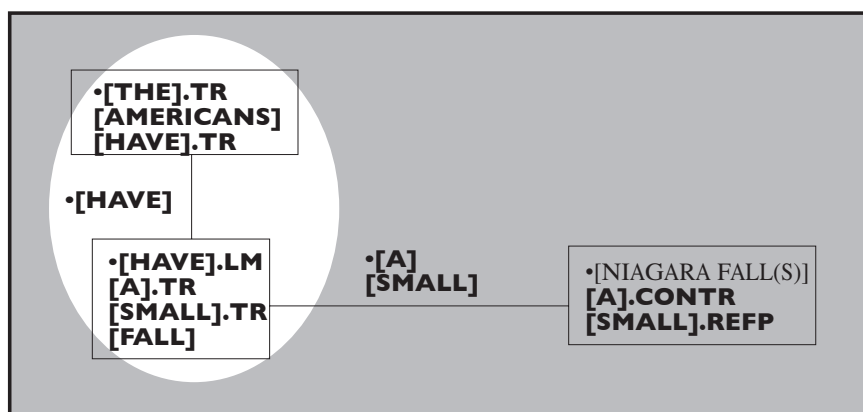 •[THE].TR
[AMERICANS]
[HAVE].TR
•[HAVE]
•[HAVE].LM
[A].TR
[SMALL].TR
[FALL]
•[A]
[SMALL]
•[NIAGARA FALL(S)]
[A].CONTR
[SMALL].REFP